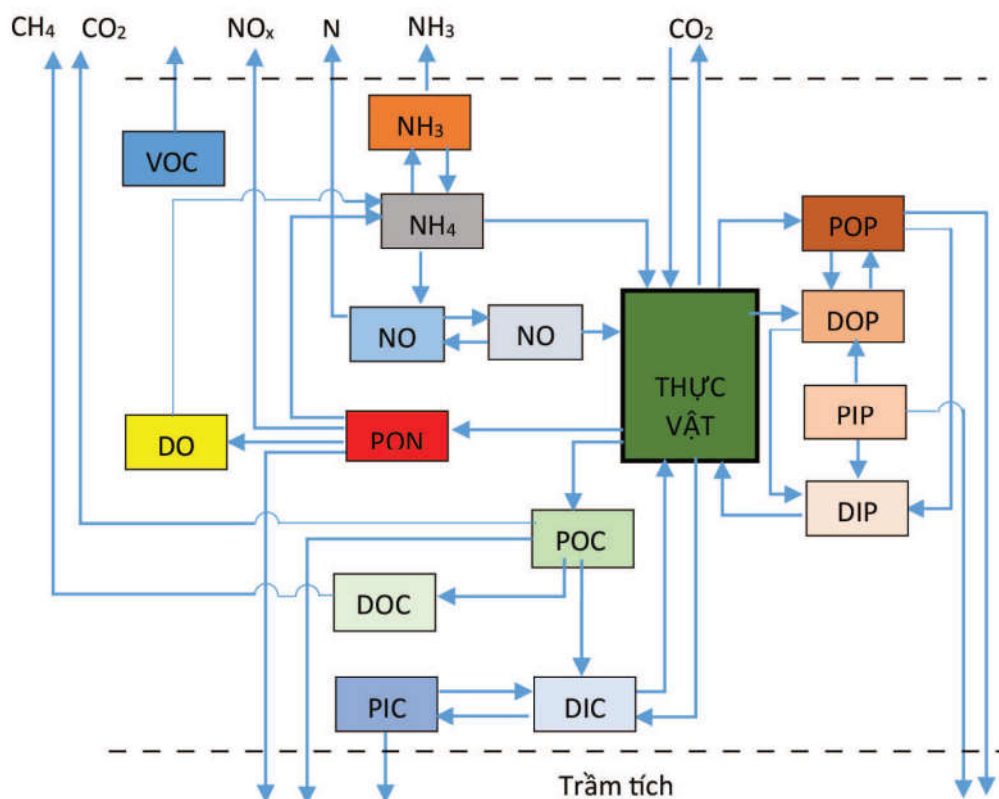 CH₄ CO₂ NOₓ N NH₃ CO₂
NH₃
VOC
NH₄
POP
NO NO
DOP
THỰC
VẬT
PIP
DO
PON
DIP
POC
DOC
PIC DIC
Trầm tích